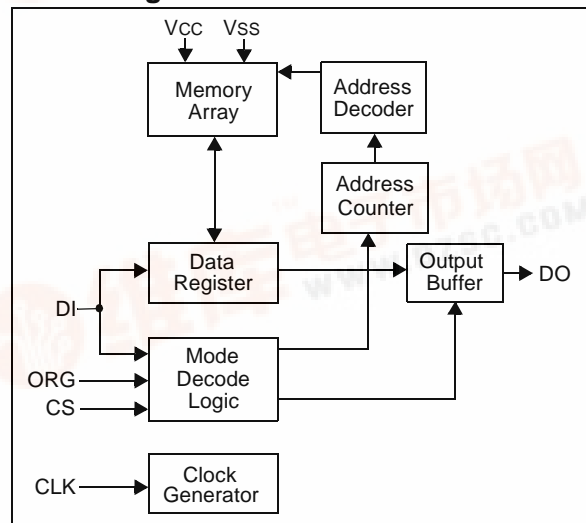 VCC VSS
Memory
Array
Address
Decoder
Address
Counter
Data
Register
Output
Buffer
DO
DI
Mode
Decode
Logic
ORG
CS
CLK
Clock
Generator